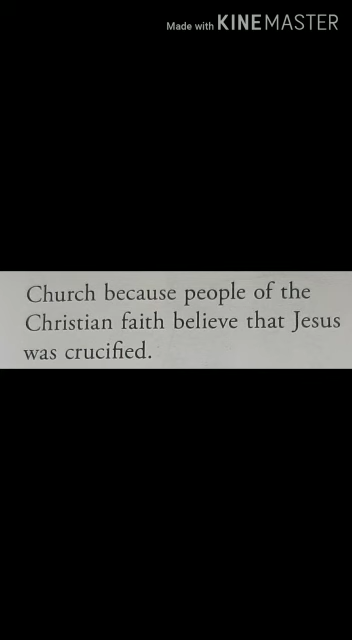 Made with KINEMASTER
Church because people of the
Christian faith believe that Jesus
was crucified.